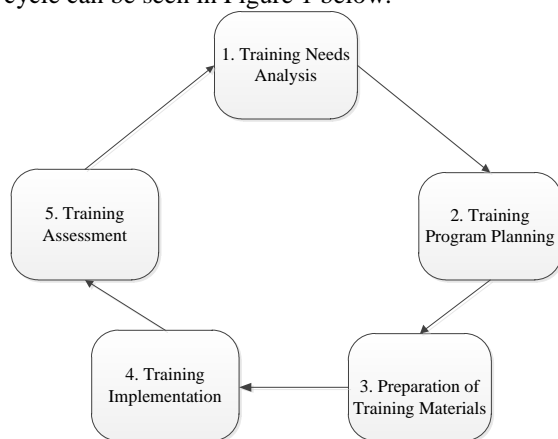 cycle can be seen in Figure 1 below.
1. Training Needs
Analysis
2. Training
Program Planning
3. Preparation of
Training Materials
4. Training
Implementation
5. Training
Assessment